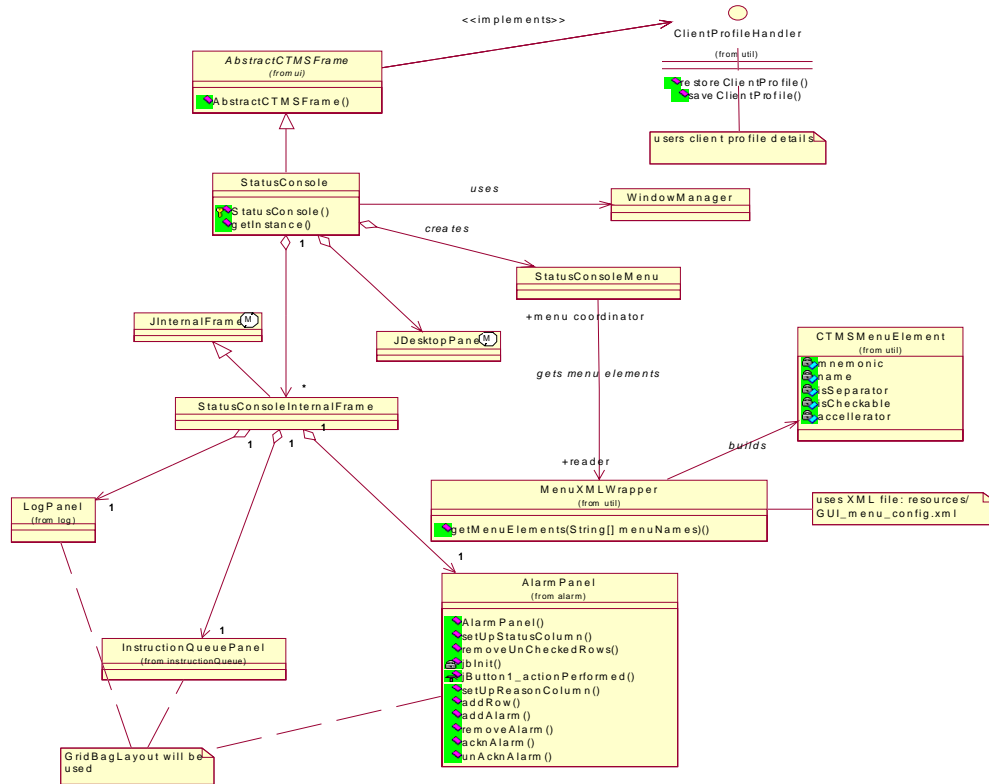 <<implements>>
ClientProfileHandler
(from util)
restoreClientProfile()
saveClientProfile()
users client profile details
AbstractCTMSFrame
(from ui)
AbstractCTMSFrame()
StatusConsole
StatusConsole()
getInstance()
uses
WindowManager
creates
1
StatusConsoleMenu
+menu coordinator
JInternalFrame
M
JDesktopPane
M
gets menu elements
CTMSMenuElement
(from util)
mnemonic
name
isSeparator
isCheckable
accellerator
*
StatusConsoleInternalFrame
1
1
1
builds
+reader
MenuXMLWrapper
(from util)
getMenuElements(String[] menuNames)()
uses XML file: resources/
GUI_menu_config.xml
LogPanel
(from log)
1
1
AlarmPanel
(from alarm)
AlarmPanel()
setUpStatusColumn()
removeUnCheckedRows()
jbInit()
jButton1_actionPerformed()
setUpReasonColumn()
addRow()
addAlarm()
removeAlarm()
acknAlarm()
unAcknAlarm()
1
InstructionQueuePanel
(from instructionQueue)
GridBagLayout will be
used